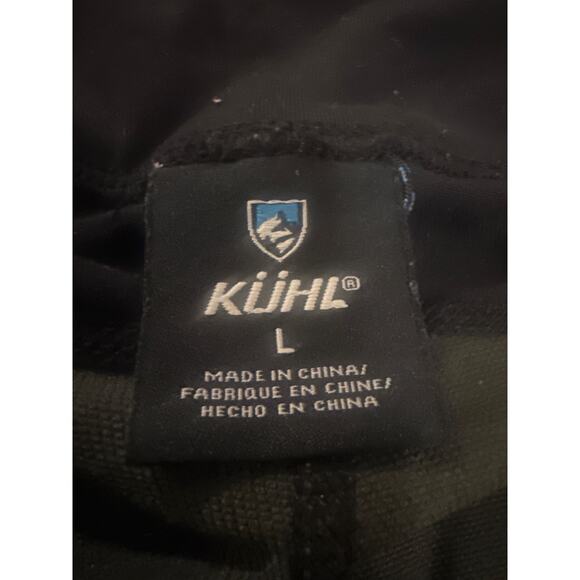 KÜHL®
L
MADE IN CHINA/
FABRIQUE EN CHINE/
HECHO EN CHINA